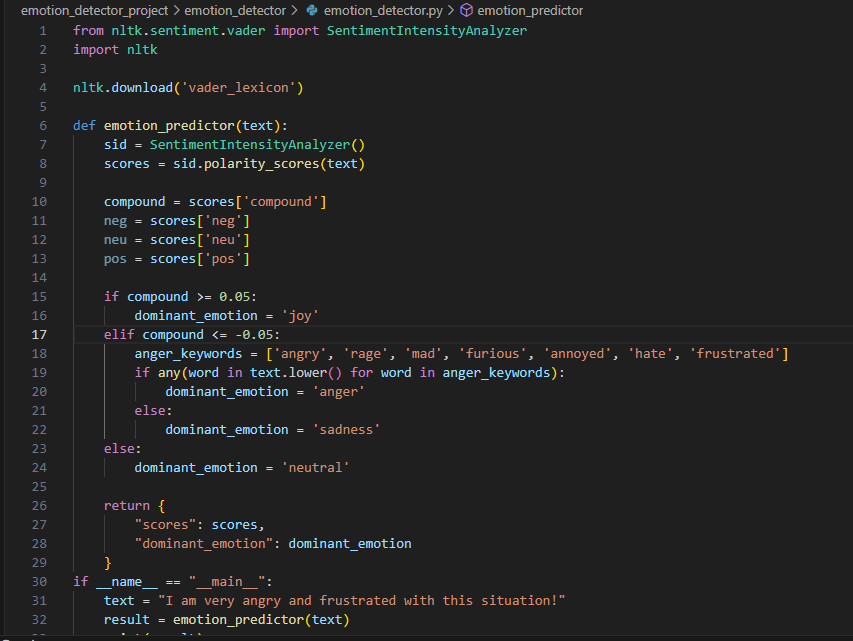 emotion_detector_project > emotion_detector > emotion_detector.py > emotion_predictor
1 from nltk.sentiment.vader import SentimentIntensityAnalyzer
2 import nltk
3
4 nltk.download('vader_lexicon')
5
6 def emotion_predictor(text):
7     sid = SentimentIntensityAnalyzer()
8     scores = sid.polarity_scores(text)
9
10     compound = scores['compound']
11     neg = scores['neg']
12     neu = scores['neu']
13     pos = scores['pos']
14
15     if compound >= 0.05:
16         dominant_emotion = 'joy'
17     elif compound <= -0.05:
18         anger_keywords = ['angry', 'rage', 'mad', 'furious', 'annoyed', 'hate', 'frustrated']
19         if any(word in text.lower() for word in anger_keywords):
20             dominant_emotion = 'anger'
21         else:
22             dominant_emotion = 'sadness'
23     else:
24         dominant_emotion = 'neutral'
25
26     return {
27         "scores": scores,
28         "dominant_emotion": dominant_emotion
29     }
30 if __name__ == "__main__":
31     text = "I am very angry and frustrated with this situation!"
32     result = emotion_predictor(text)